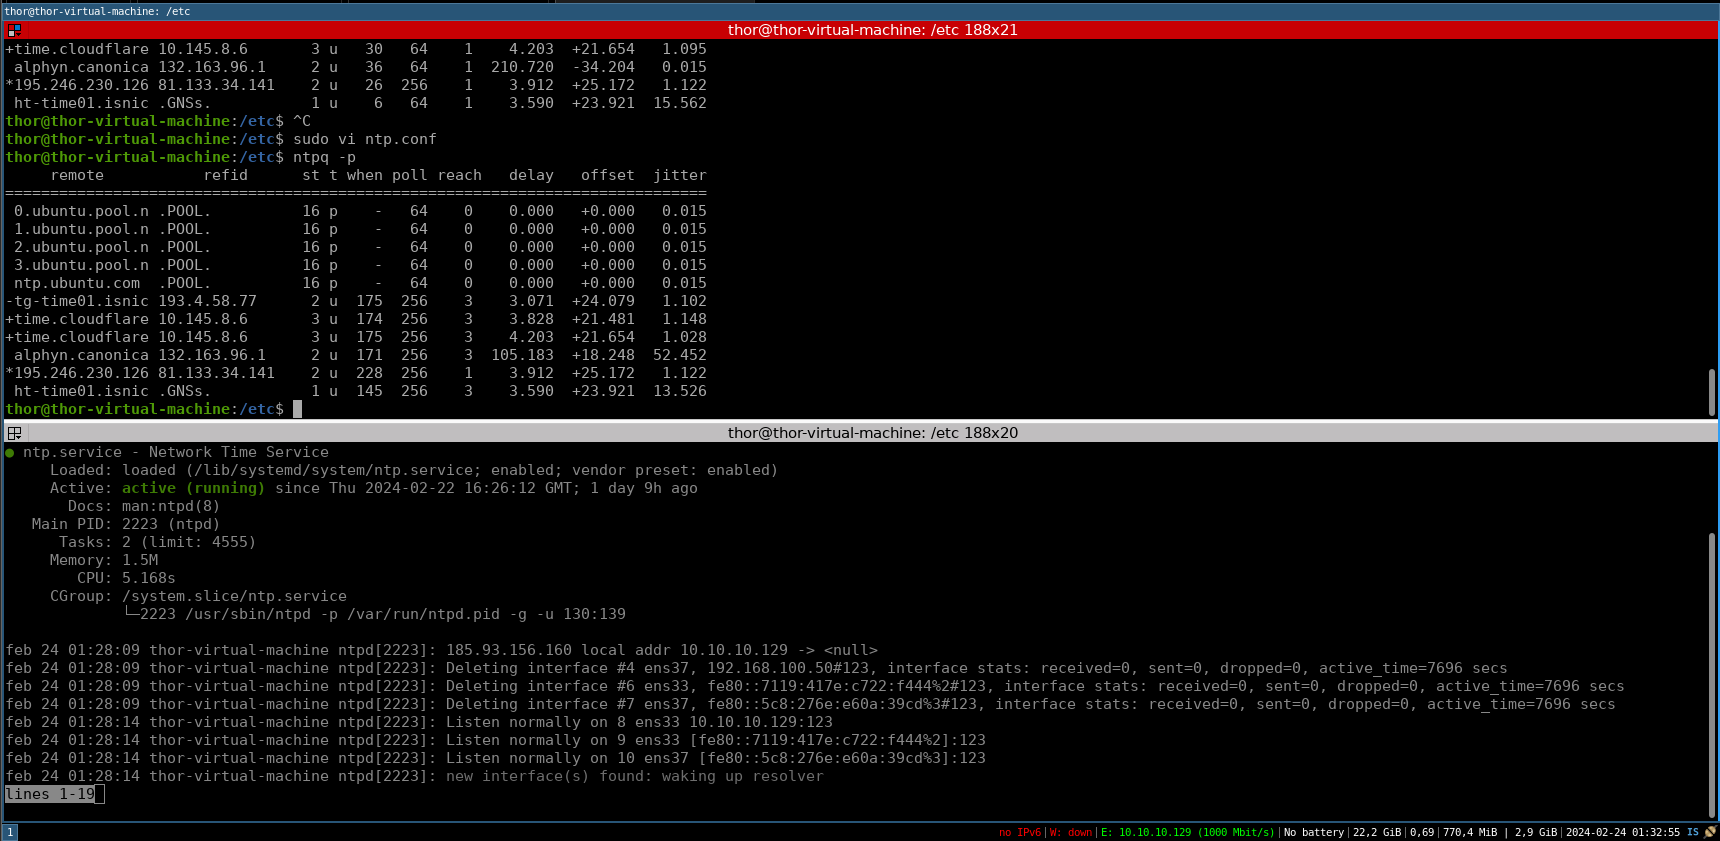 thor@thor-virtual-machine: /etc
thor@thor-virtual-machine: /etc 188x21
+time.cloudflare 10.145.8.6       3 u   30   64    1    4.203  +21.654   1.095
 alphyn.canonica 132.163.96.1     2 u   36   64    1  210.720  -34.204   0.015
*195.246.230.126 81.133.34.141    2 u   26  256    1    3.912  +25.172   1.122
 ht-time01.isnic .GNSs.           1 u    6   64    1    3.590  +23.921  15.562
thor@thor-virtual-machine:/etc$ ^C
thor@thor-virtual-machine:/etc$ sudo vi ntp.conf
thor@thor-virtual-machine:/etc$ ntpq -p
     remote           refid      st t when poll reach   delay   offset  jitter
==============================================================================
 0.ubuntu.pool.n .POOL.          16 p    -   64    0    0.000   +0.000   0.015
 1.ubuntu.pool.n .POOL.          16 p    -   64    0    0.000   +0.000   0.015
 2.ubuntu.pool.n .POOL.          16 p    -   64    0    0.000   +0.000   0.015
 3.ubuntu.pool.n .POOL.          16 p    -   64    0    0.000   +0.000   0.015
 ntp.ubuntu.com  .POOL.          16 p    -   64    0    0.000   +0.000   0.015
-tg-time01.isnic 193.4.58.77      2 u  175  256    3    3.071  +24.079   1.102
+time.cloudflare 10.145.8.6       3 u  174  256    3    3.828  +21.481   1.148
+time.cloudflare 10.145.8.6       3 u  175  256    3    4.203  +21.654   1.028
 alphyn.canonica 132.163.96.1     2 u  171  256    3  105.183  +18.248  52.452
*195.246.230.126 81.133.34.141    2 u  228  256    1    3.912  +25.172   1.122
 ht-time01.isnic .GNSs.           1 u  145  256    3    3.590  +23.921  13.526
thor@thor-virtual-machine:/etc$
thor@thor-virtual-machine: /etc 188x20
● ntp.service - Network Time Service
     Loaded: loaded (/lib/systemd/system/ntp.service; enabled; vendor preset: enabled)
     Active: active (running) since Thu 2024-02-22 16:26:12 GMT; 1 day 9h ago
       Docs: man:ntpd(8)
   Main PID: 2223 (ntpd)
      Tasks: 2 (limit: 4555)
     Memory: 1.5M
        CPU: 5.168s
     CGroup: /system.slice/ntp.service
             └─2223 /usr/sbin/ntpd -p /var/run/ntpd.pid -g -u 130:139
feb 24 01:28:09 thor-virtual-machine ntpd[2223]: 185.93.156.160 local addr 10.10.10.129 -> <null>
feb 24 01:28:09 thor-virtual-machine ntpd[2223]: Deleting interface #4 ens37, 192.168.100.50#123, interface stats: received=0, sent=0, dropped=0, active_time=7696 secs
feb 24 01:28:09 thor-virtual-machine ntpd[2223]: Deleting interface #6 ens33, fe80::7119:417e:c722:f444%2#123, interface stats: received=0, sent=0, dropped=0, active_time=7696 secs
feb 24 01:28:09 thor-virtual-machine ntpd[2223]: Deleting interface #7 ens37, fe80::5c8:276e:e60a:39cd%3#123, interface stats: received=0, sent=0, dropped=0, active_time=7696 secs
feb 24 01:28:14 thor-virtual-machine ntpd[2223]: Listen normally on 8 ens33 10.10.10.129:123
feb 24 01:28:14 thor-virtual-machine ntpd[2223]: Listen normally on 9 ens33 [fe80::7119:417e:c722:f444%2]:123
feb 24 01:28:14 thor-virtual-machine ntpd[2223]: Listen normally on 10 ens37 [fe80::5c8:276e:e60a:39cd%3]:123
feb 24 01:28:14 thor-virtual-machine ntpd[2223]: new interface(s) found: waking up resolver
lines 1-19
1 no IPv6|W: down|E: 10.10.10.129 (1000 Mbit/s)|No battery|22,2 GiB|0,69|770,4 MiB | 2,9 GiB|2024-02-24 01:32:55 IS